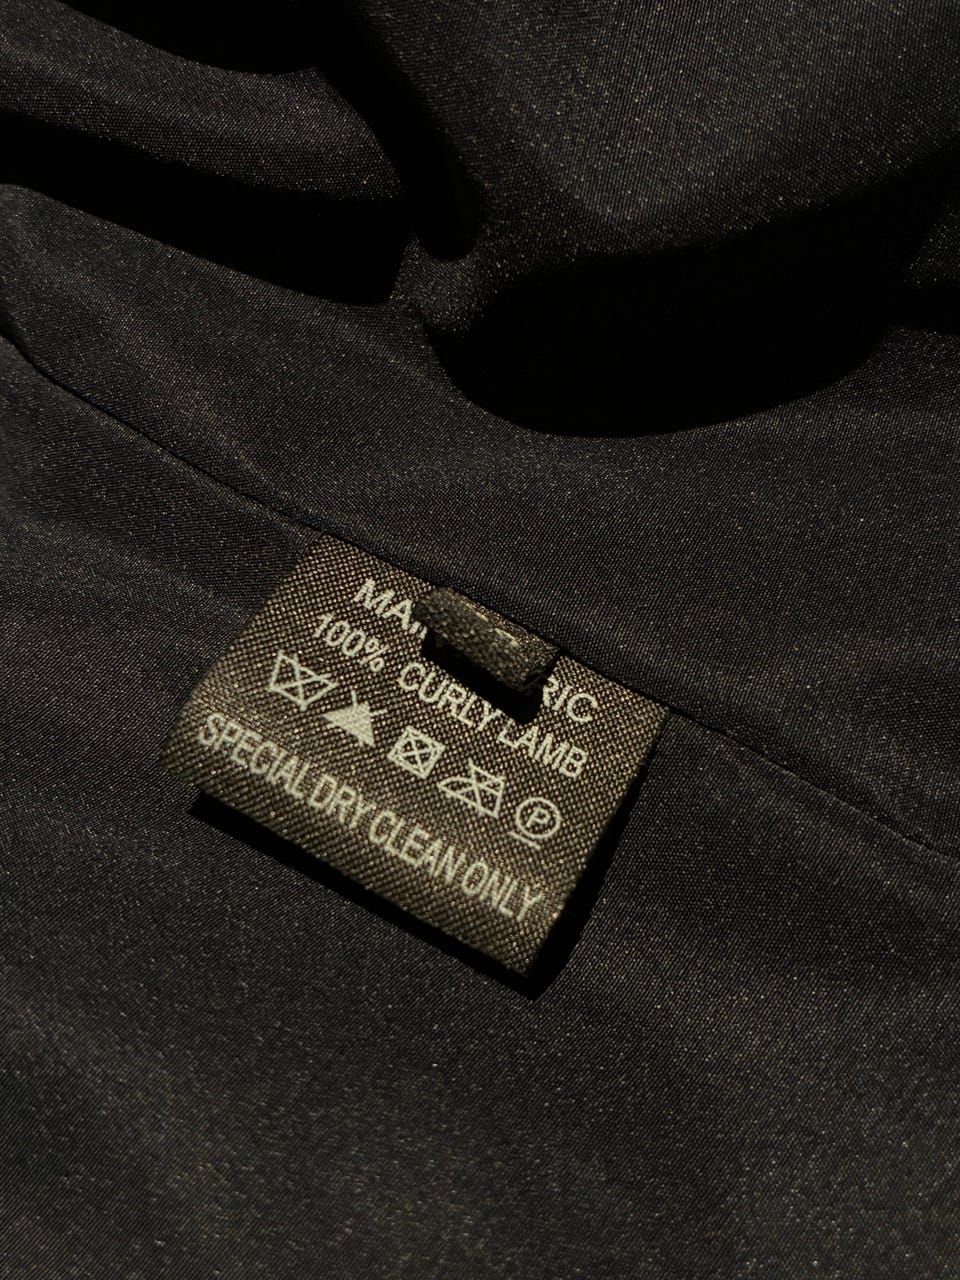 100% CURLY LAMB
Ⓟ
SPECIAL DRY CLEAN ONLY